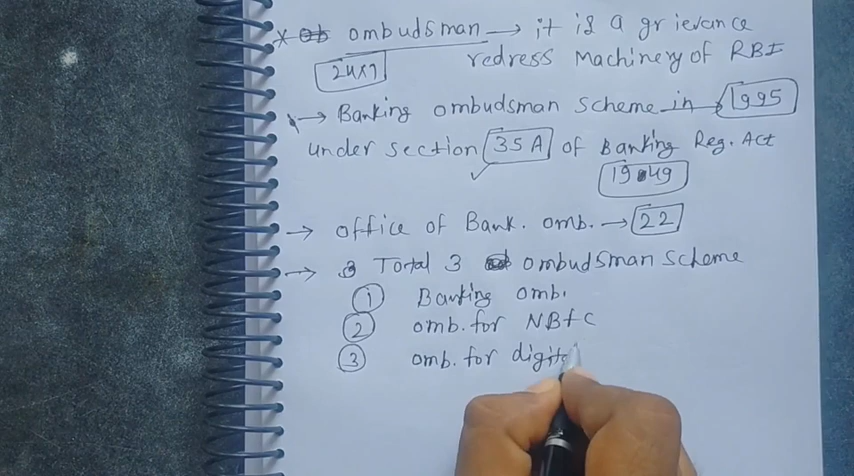 * ombudsman → it is a grievance
redress Machinery of RBI
24x7
→ Banking ombudsman scheme in → 1995
under section 35A of Banking Reg. Act
1949
→ office of Bank. omb. → 22
→ Tortal 3 ombudsman scheme
① Banking omb.
② omb. for NBFC
③ omb. for digita